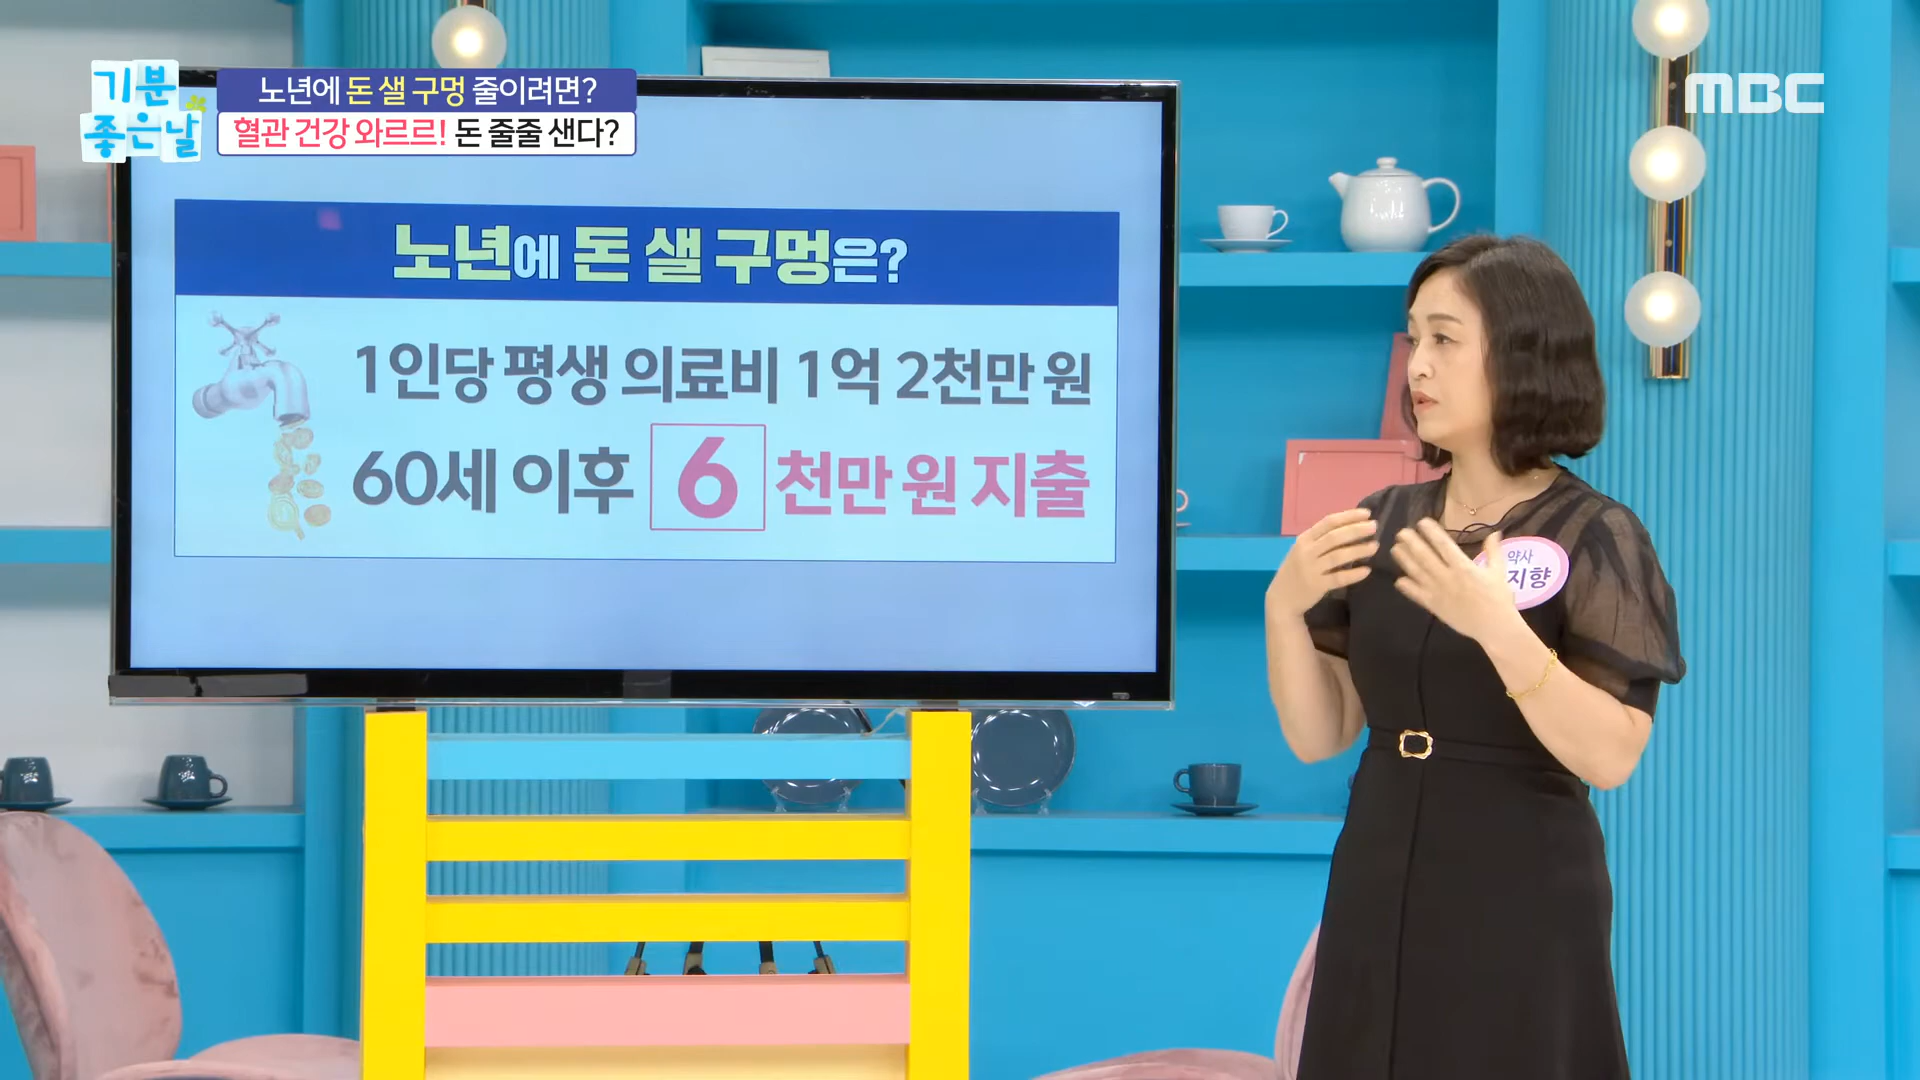 기분
좋은날
노년에 돈 샐 구멍 줄이려면?
혈관 건강 와르르! 돈 줄줄 샌다?
MBC
노년에 돈 샐 구멍은?
1인당 평생 의료비 1억 2천만 원
60세 이후 6 천만 원 지출
약사
지향